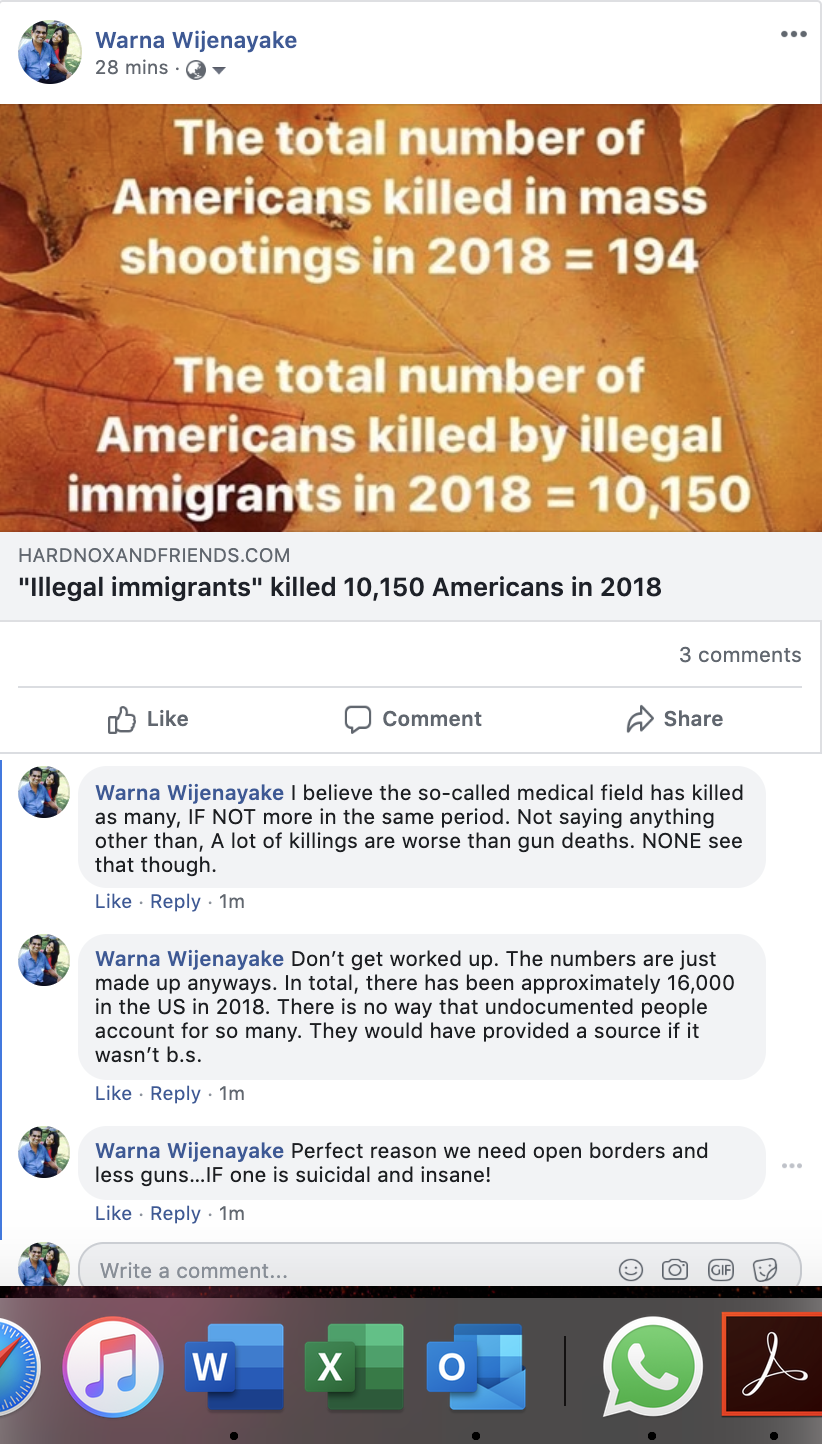 Warna Wijenayake
28 mins ·
The total number of
Americans killed in mass
shootings in 2018 = 194
The total number of
Americans killed by illegal
immigrants in 2018 = 10,150
HARDNOXANDFRIENDS.COM
"Illegal immigrants" killed 10,150 Americans in 2018
3 comments
Like Comment Share
Warna Wijenayake I believe the so-called medical field has killed
as many, IF NOT more in the same period. Not saying anything
other than, A lot of killings are worse than gun deaths. NONE see
that though.
Like · Reply · 1m
Warna Wijenayake Don’t get worked up. The numbers are just
made up anyways. In total, there has been approximately 16,000
in the US in 2018. There is no way that undocumented people
account for so many. They would have provided a source if it
wasn’t b.s.
Like · Reply · 1m
Warna Wijenayake Perfect reason we need open borders and
less guns...IF one is suicidal and insane!
Like · Reply · 1m
Write a comment...
GIF
W X O